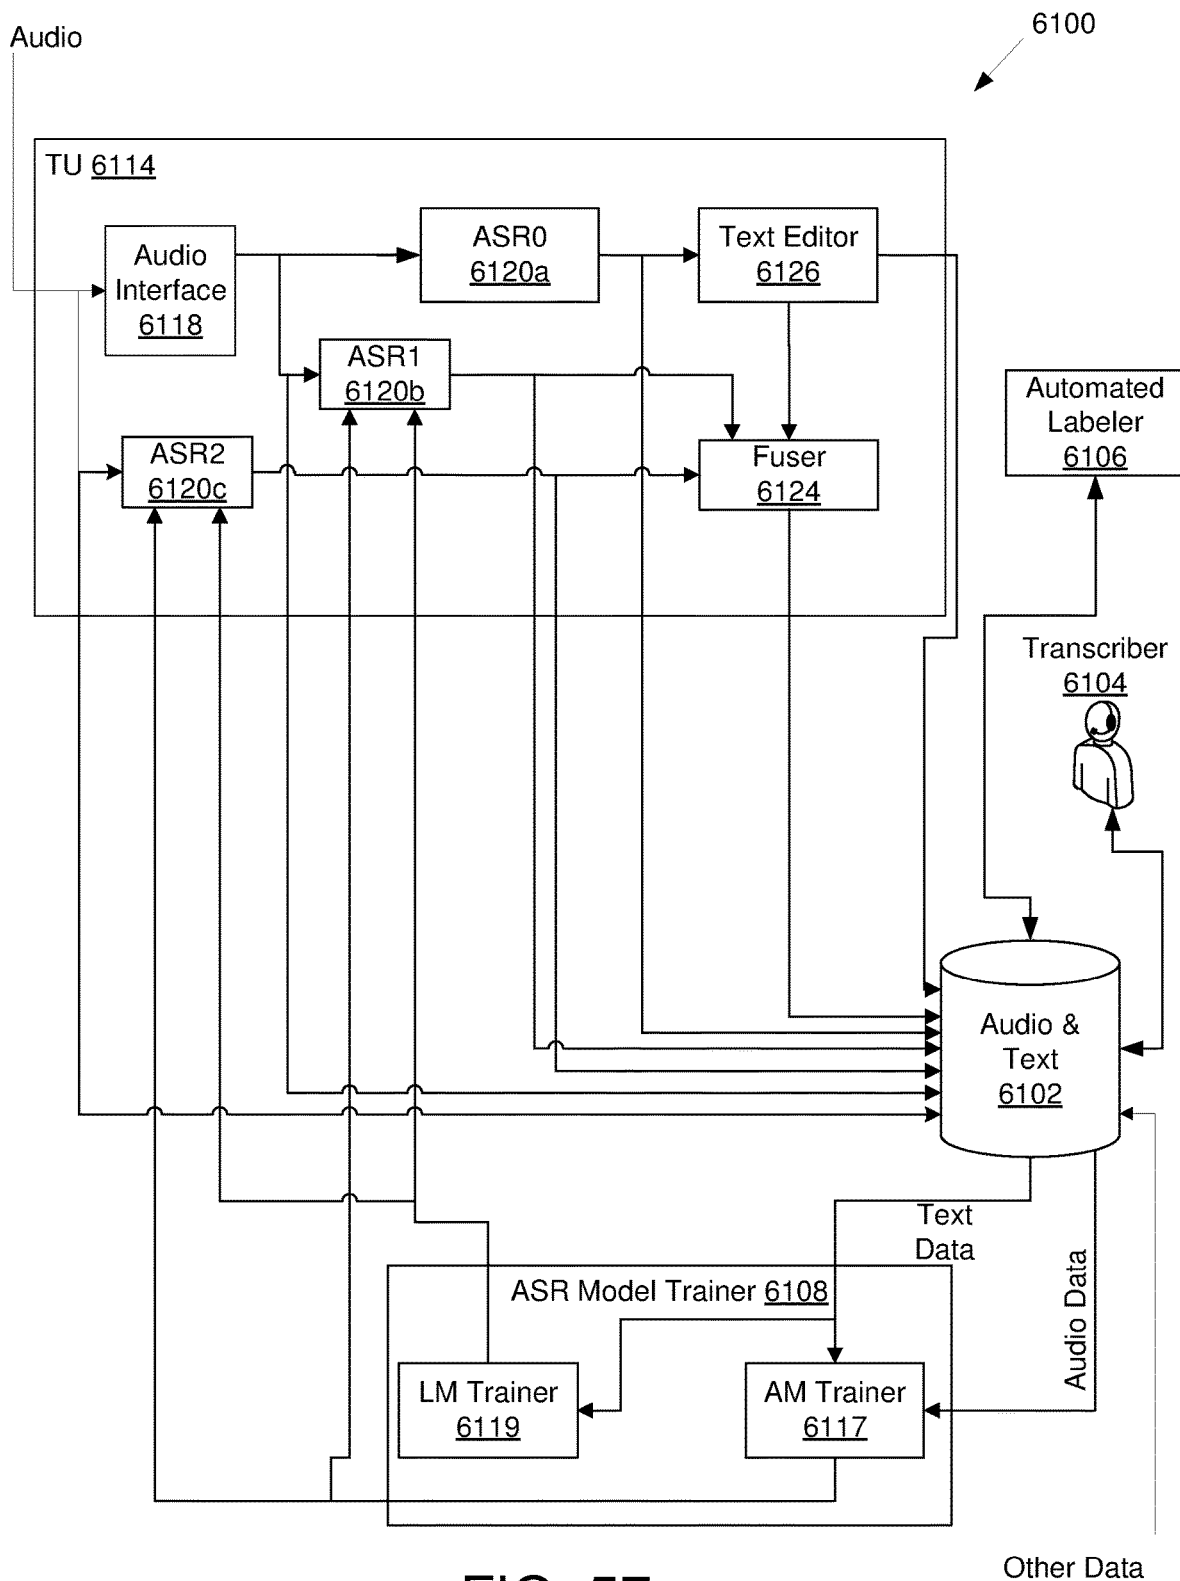 Audio
6100
TU 6114
Audio
Interface
6118
ASR0
6120a
Text Editor
6126
ASR1
6120b
ASR2
6120c
Fuser
6124
Automated
Labeler
6106
Transcriber
6104
Audio &
Text
6102
Text
Data
Audio Data
ASR Model Trainer 6108
LM Trainer
6119
AM Trainer
6117
Other Data